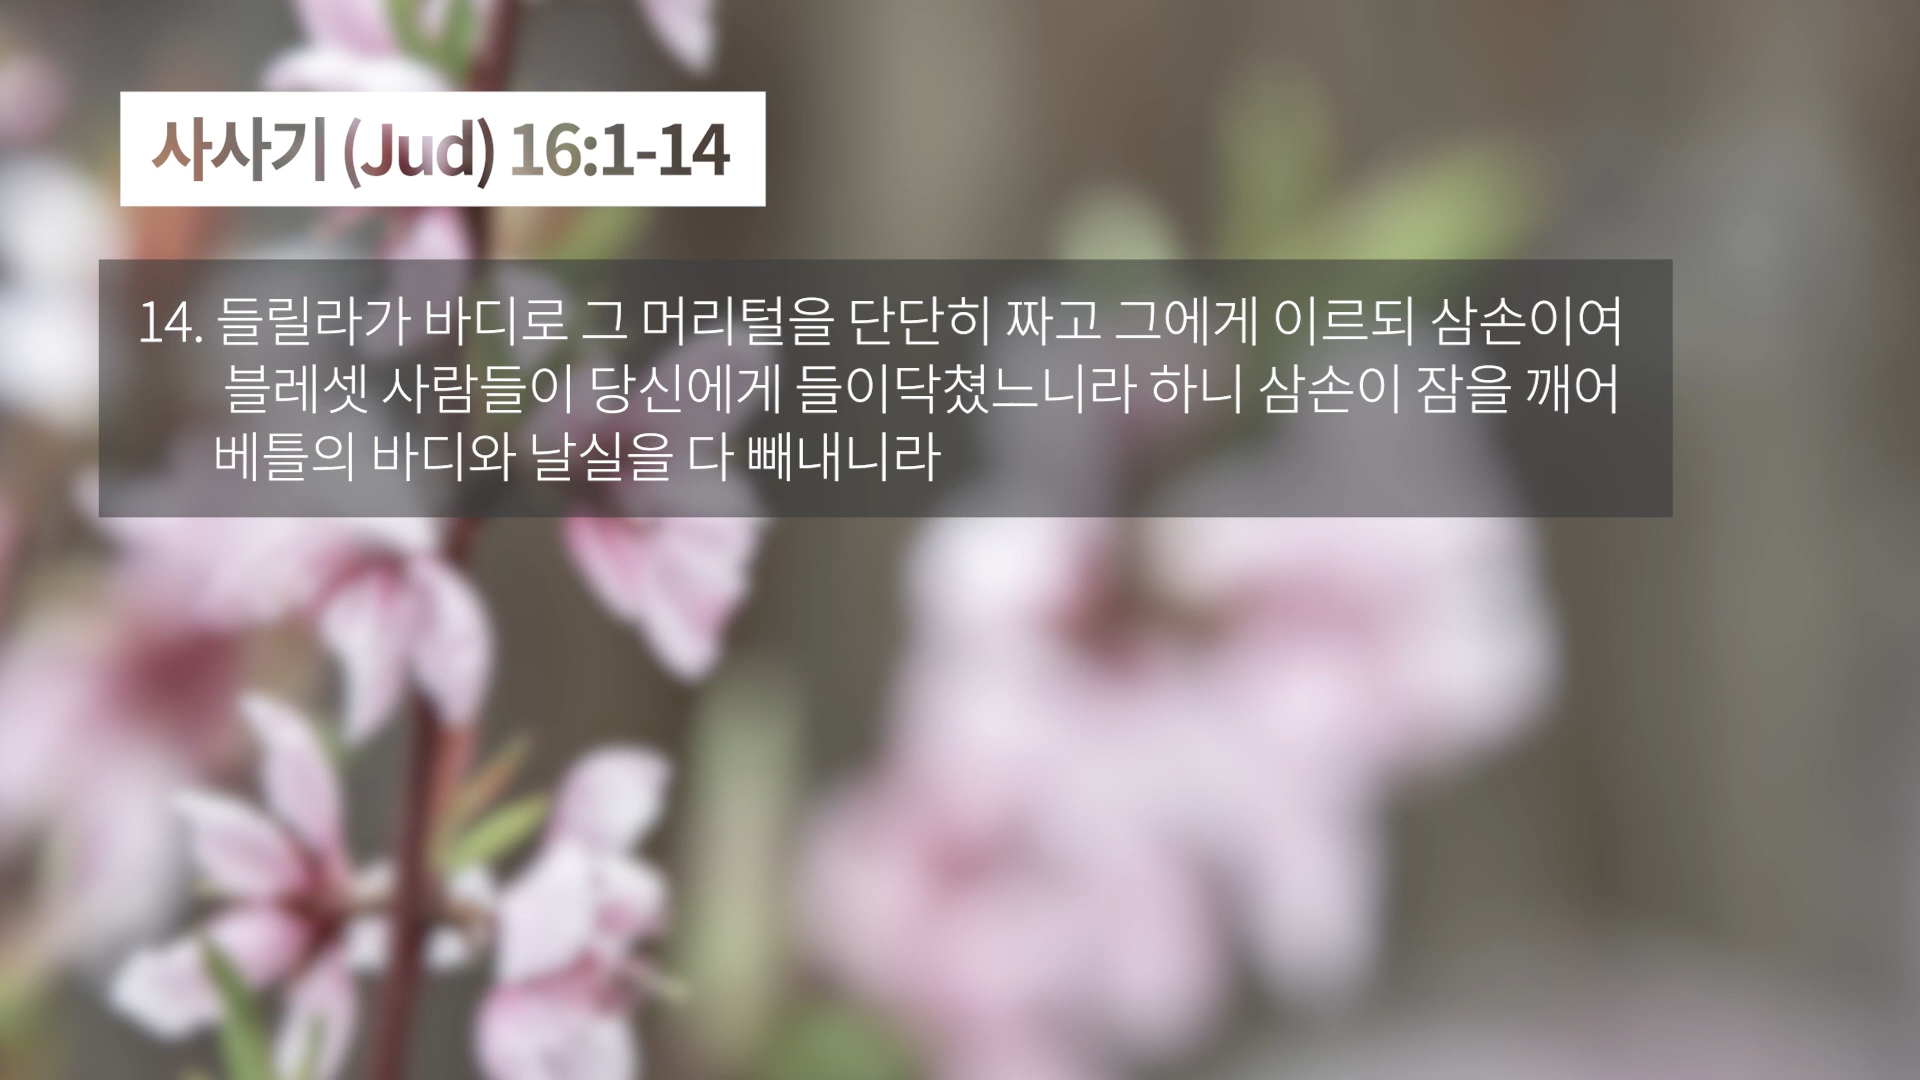 사사기 (Jud) 16:1-14
14. 들릴라가 바디로 그 머리털을 단단히 짜고 그에게 이르되 삼손이여
블레셋 사람들이 당신에게 들이닥쳤느니라 하니 삼손이 잠을 깨어
베틀의 바디와 날실을 다 빼내니라